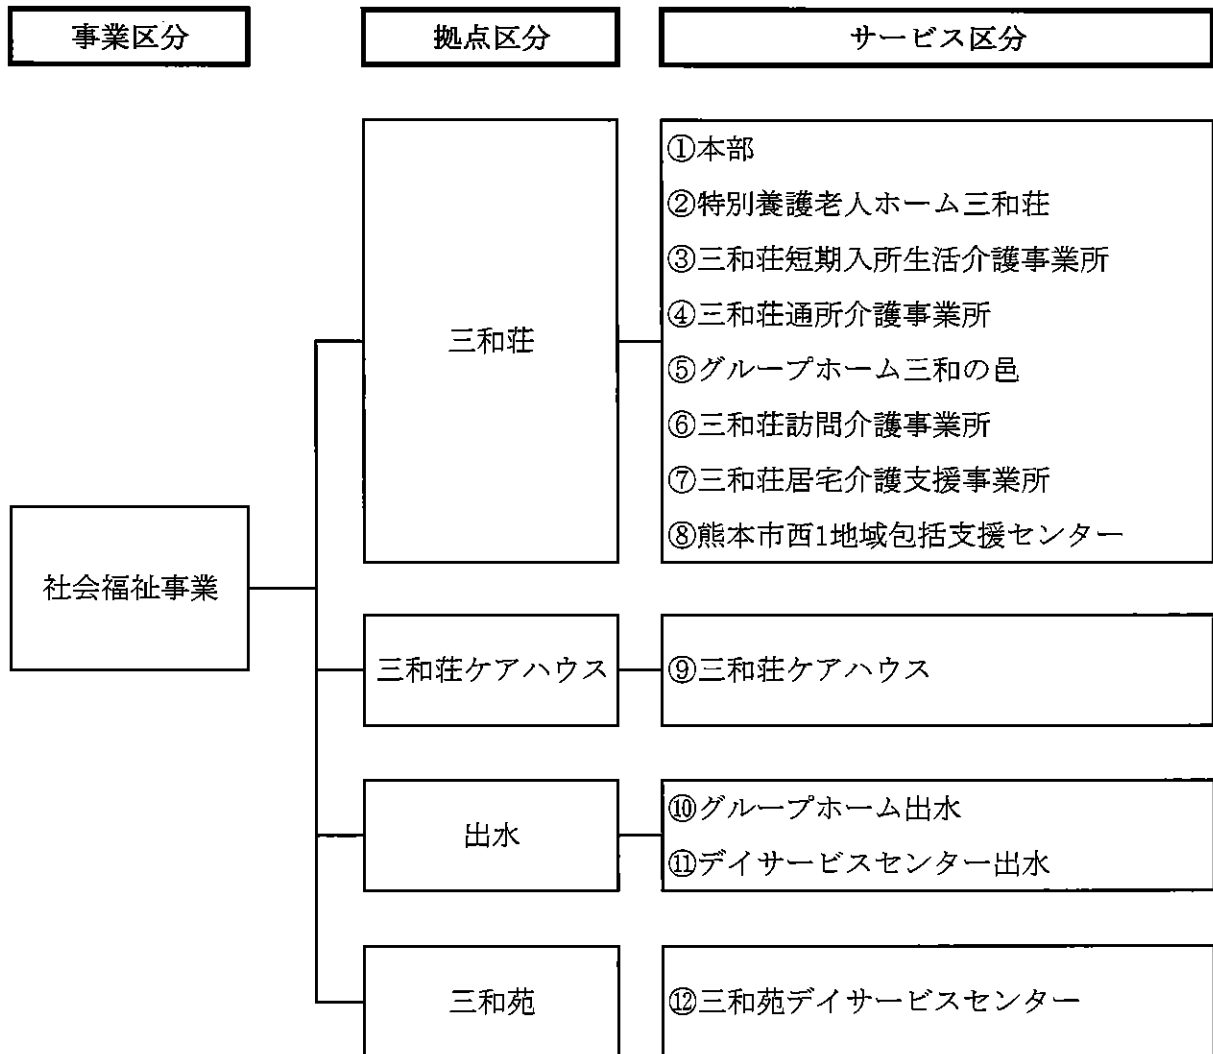 事業区分
拠点区分
サービス区分
社会福祉事業
三和荘
①本部
②特別養護老人ホーム三和荘
③三和荘短期入所生活介護事業所
④三和荘通所介護事業所
⑤グループホーム三和の邑
⑥三和荘訪問介護事業所
⑦三和荘居宅介護支援事業所
⑧熊本市西1地域包括支援センター
三和荘ケアハウス
⑨三和荘ケアハウス
出水
⑩グループホーム出水
⑪デイサービスセンター出水
三和苑
⑫三和苑デイサービスセンター